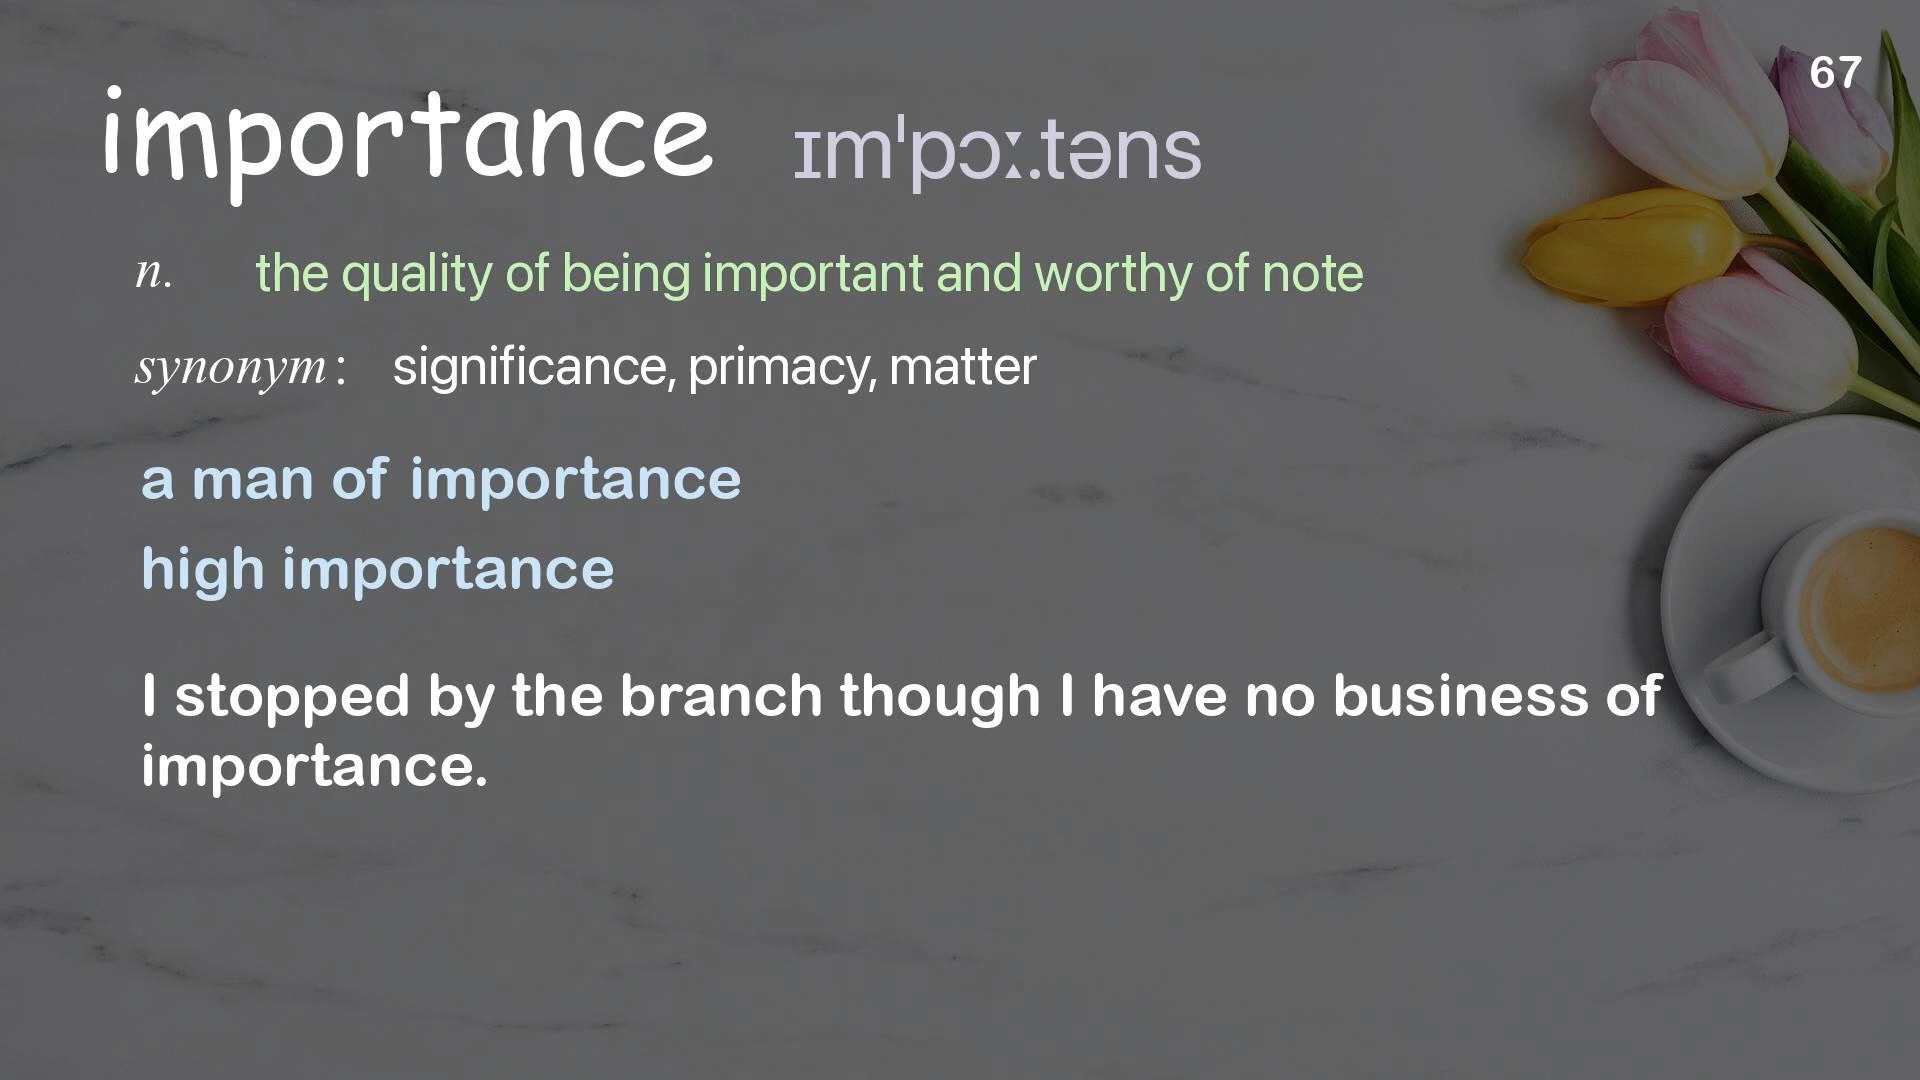 67
importance ɪmˈpɔː.təns
n. the quality of being important and worthy of note
synonym : significance, primacy, matter
a man of importance
high importance
I stopped by the branch though I have no business of
importance.